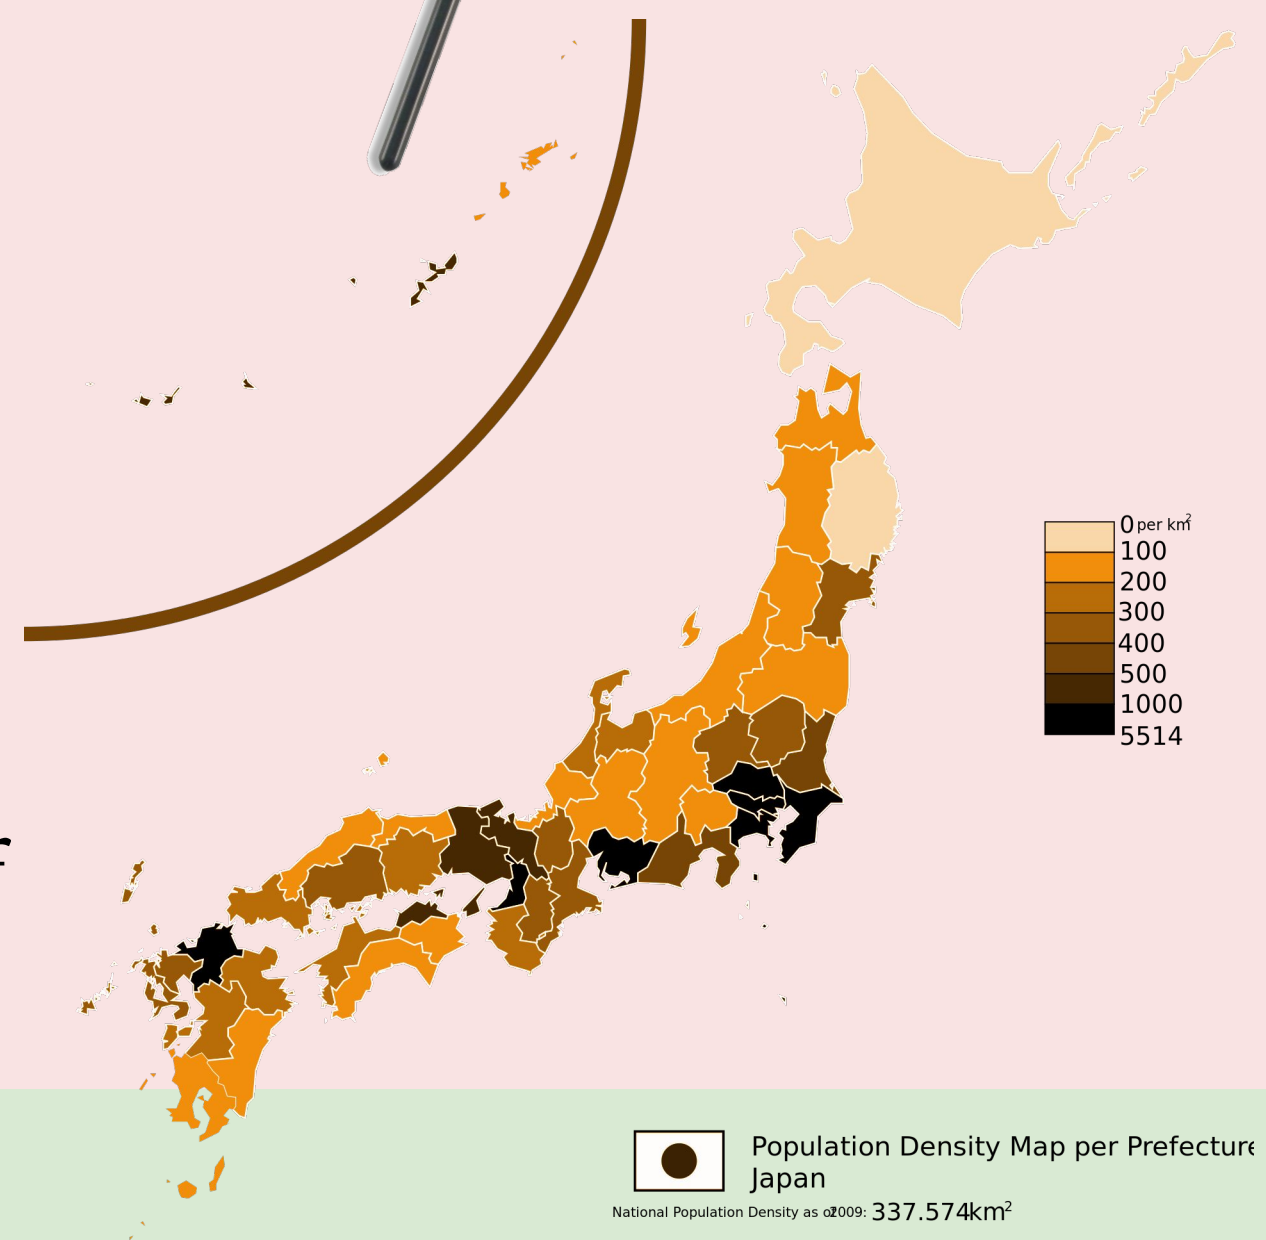 0 per km2
100
200
300
400
500
1000
5514
Population Density Map per Prefecture
Japan
National Population Density as of 2009: 337.574km2